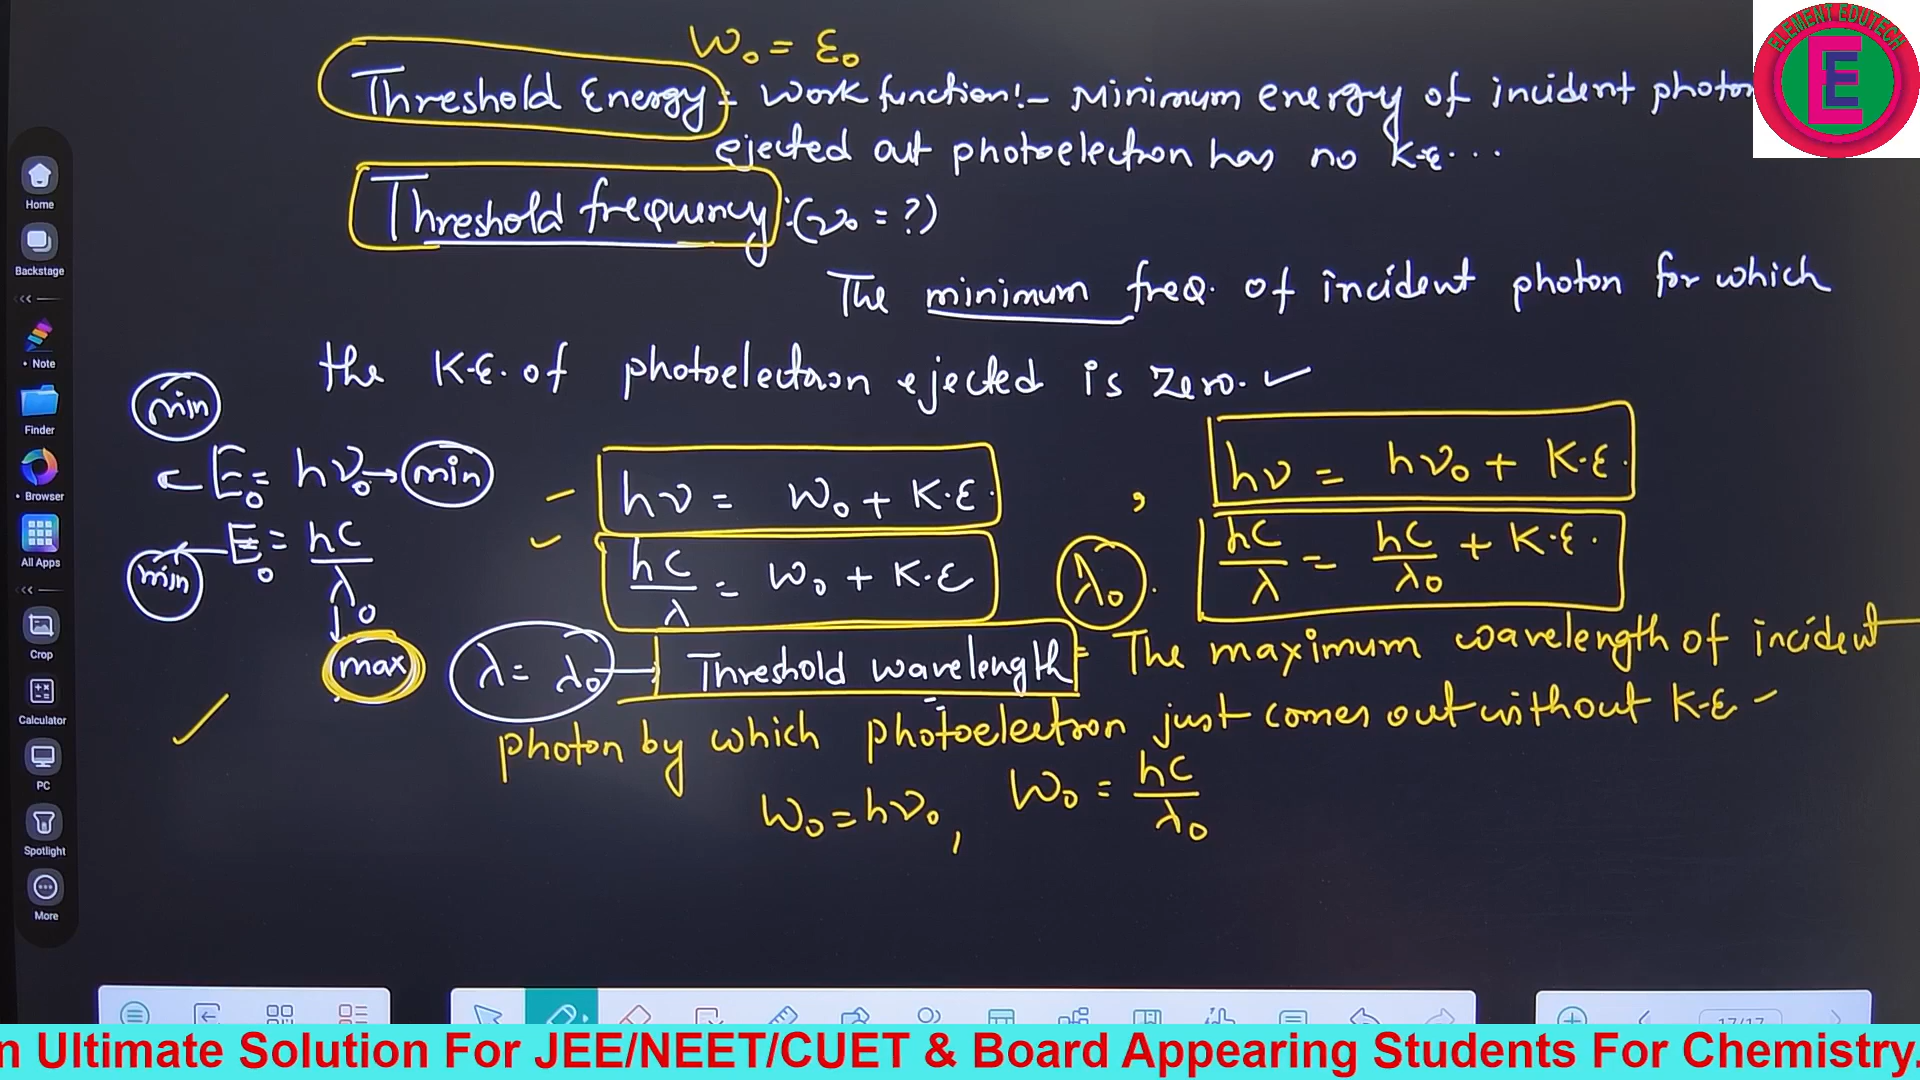 W₀ = Ɛ₀
Threshold Energy = Work function:- Minimum energy of incident photon
ejected out photoelectron has no K.E...
Threshold frequency :(ν₀ = ?)
The minimum freq. of incident photon for which
the K.E. of photoelectron ejected is zero. ✓
min
E₀ = hν₀ → min
min ← E₀ = hc/λ₀
max
hν = W₀ + K.E.
, hν = hν₀ + K.E.
hc/λ = W₀ + K.E
λ₀. hc/λ = hc/λ₀ + K.E.
λ = λ₀ Threshold wavelength = The maximum wavelength of incident
photon by which photoelectron just comes out without K.E
W₀ = hν₀, W₀ = hc/λ₀
ELEMENT EDUTECH
E
Home
Backstage
Note
Finder
Browser
All Apps
Crop
Calculator
PC
Spotlight
More
17/17
n Ultimate Solution For JEE/NEET/CUET & Board Appearing Students For Chemistry.